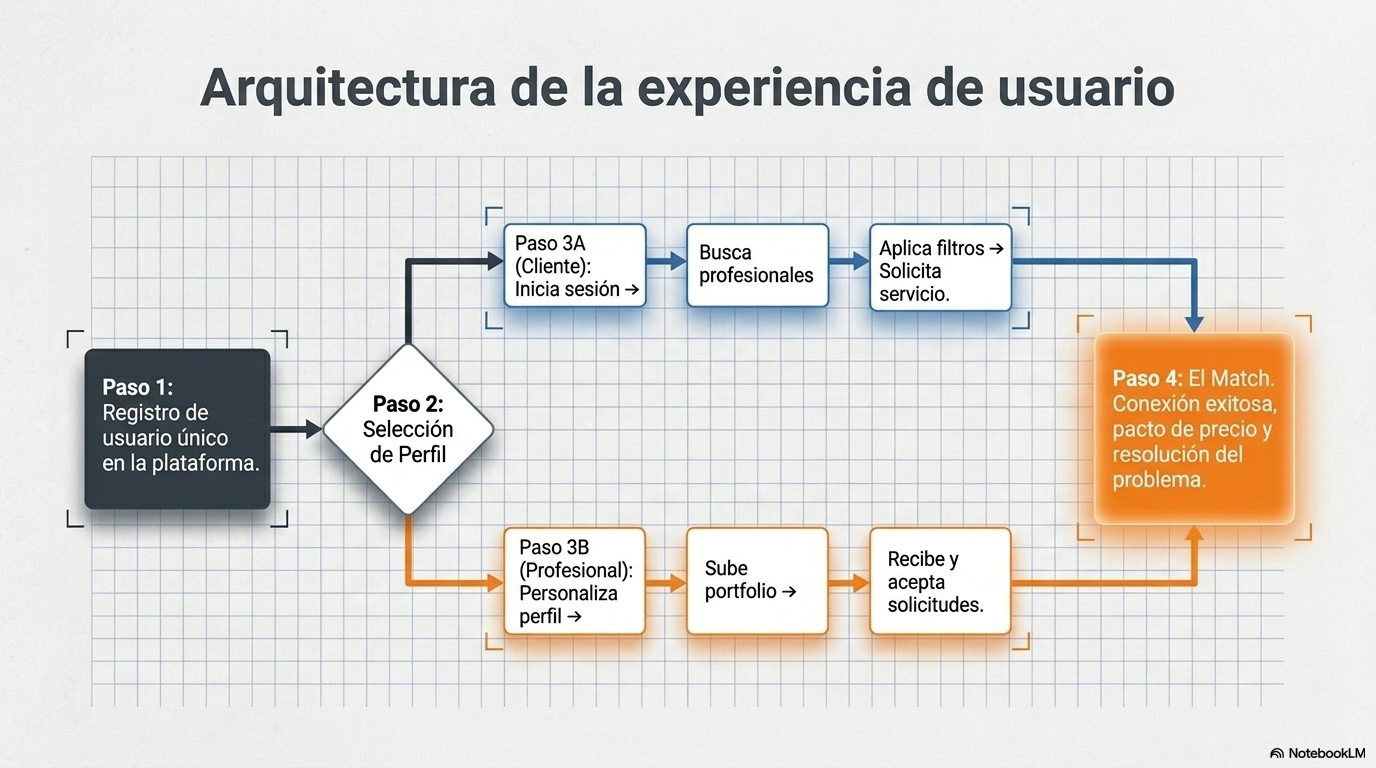 Arquitectura de la experiencia de usuario
Paso 1:
Registro de
usuario único
en la plataforma.
Paso 2:
Selección
de Perfil
Paso 3A
(Cliente):
Inicia sesión →
Busca
profesionales
Aplica filtros →
Solicita
servicio.
Paso 3B
(Profesional):
Personaliza
perfil →
Sube
portfolio →
Recibe y
acepta
solicitudes.
Paso 4: El Match.
Conexión exitosa,
pacto de precio y
resolución del
problema.
NotebookLM